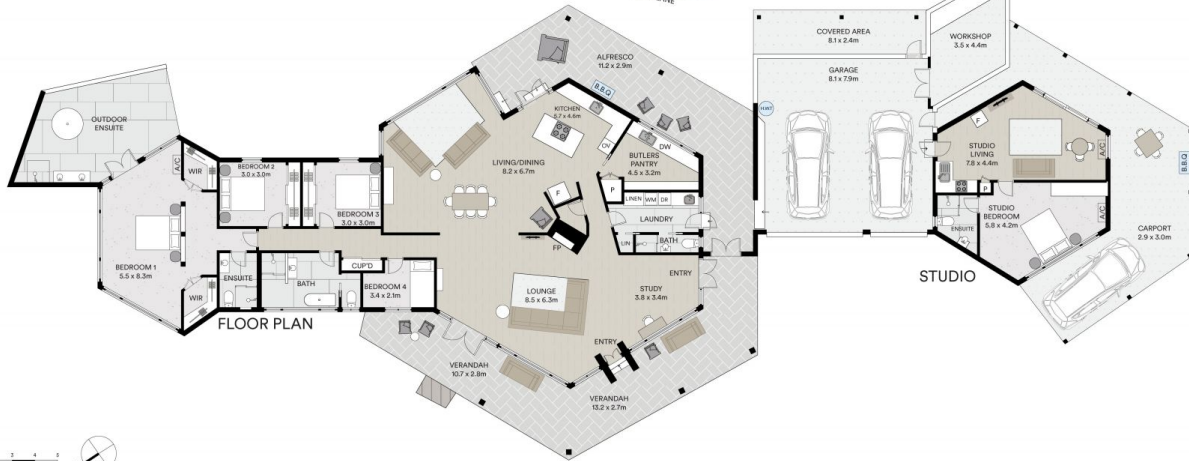 COVERED AREA
8.1 x 2.4m
WORKSHOP
3.5 x 4.4m
ALFRESCO
11.2 x 2.9m
GARAGE
8.1 x 7.9m
B.B.Q
HWT
KITCHEN
5.7 x 4.6m
OV
DW
F
STUDIO
LIVING
7.8 x 4.4m
A/C
B.B.Q
OUTDOOR
ENSUITE
A/C
WIR
BEDROOM 2
3.0 x 3.0m
LIVING/DINING
8.2 x 6.7m
BUTLERS
PANTRY
4.5 x 3.2m
P
F
P
LINEN
WM
DR
BEDROOM 3
3.0 x 3.0m
LAUNDRY
STUDIO
BEDROOM
5.8 x 4.2m
A/C
ENSUITE
CARPORT
2.9 x 3.0m
FP
LIN
BATH
BEDROOM 1
5.5 x 8.3m
ENSUITE
BATH
CUP'D
BEDROOM 4
3.4 x 2.1m
ENTRY
STUDIO
WIR
LOUNGE
8.5 x 6.3m
STUDY
3.8 x 3.4m
FLOOR PLAN
ENTRY
VERANDAH
10.7 x 2.8m
VERANDAH
13.2 x 2.7m
3 4 5